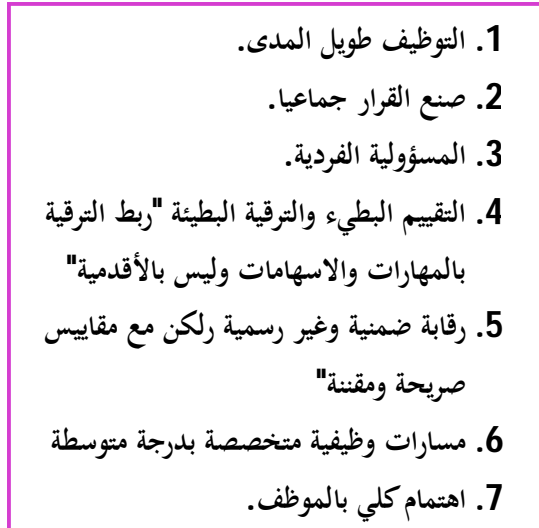 1. التوظيف طويل المدى.
2. صنع القرار جماعيا.
3. المسؤولية الفردية.
4. التقييم البطيء والترقية البطيئة "ربط الترقية
بالمهارات والاسهامات وليس بالأقدمية"
5. رقابة ضمنية وغير رسمية رلكن مع مقاييس
صريحة ومقننة"
6. مسارات وظيفية متخصصة بدرجة متوسطة
7. اهتمام كلي بالموظف.